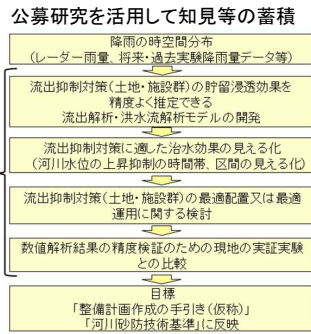 公募研究を活用して知見等の蓄積
降雨の時空間分布
(レーダー雨量、将来・過去実験降雨量データ等)
流出抑制対策(土地・施設群)の貯留浸透効果を
精度よく推定できる
流出解析・洪水流解析モデルの開発
流出抑制対策に適した治水効果の見える化
(河川水位の上昇抑制の時間帯、区間の見える化)
流出抑制対策(土地・施設群)の最適配置又は最適
運用に関する検討
数値解析結果の精度検証のための現地の実証実験
との比較
目標
「整備計画作成の手引き(仮称)」
「河川砂防技術基準」に反映